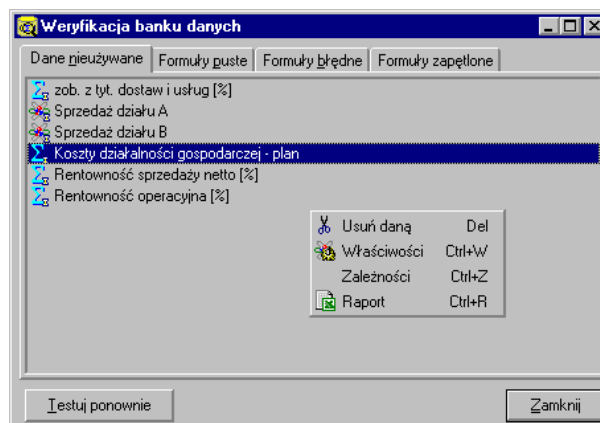 Weryfikacja banku danych
Dane nieużywane Formuły puste Formuły błędne Formuły zapętlone
zob. z tyt. dostaw i usług [%]
Sprzedaż działu A
Sprzedaż działu B
Koszty działalności gospodarczej - plan
Rentowność sprzedaży netto [%]
Rentowność operacyjna [%]
Usuń daną Del
Właściwości Ctrl+W
Zależności Ctrl+Z
Raport Ctrl+R
Testuj ponownie Zamknij